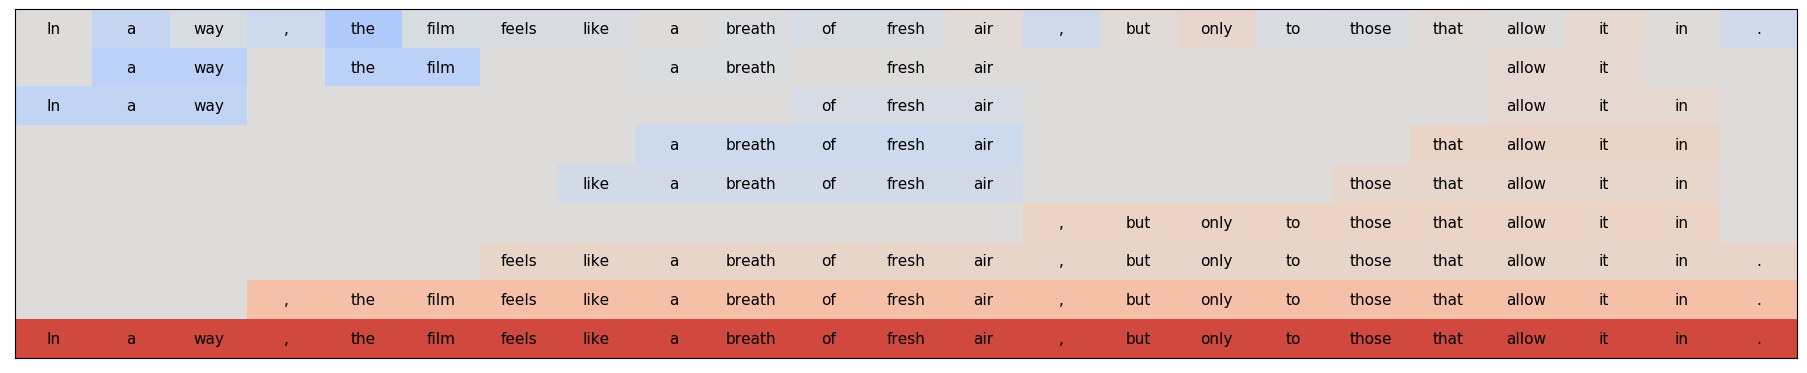 In a way , the film feels like a breath of fresh air , but only to those that allow it in .
a way the film a breath fresh air allow it
In a way of fresh air allow it in
a breath of fresh air that allow it in
like a breath of fresh air those that allow it in
, but only to those that allow it in
feels like a breath of fresh air , but only to those that allow it in .
, the film feels like a breath of fresh air , but only to those that allow it in .
In a way , the film feels like a breath of fresh air , but only to those that allow it in .